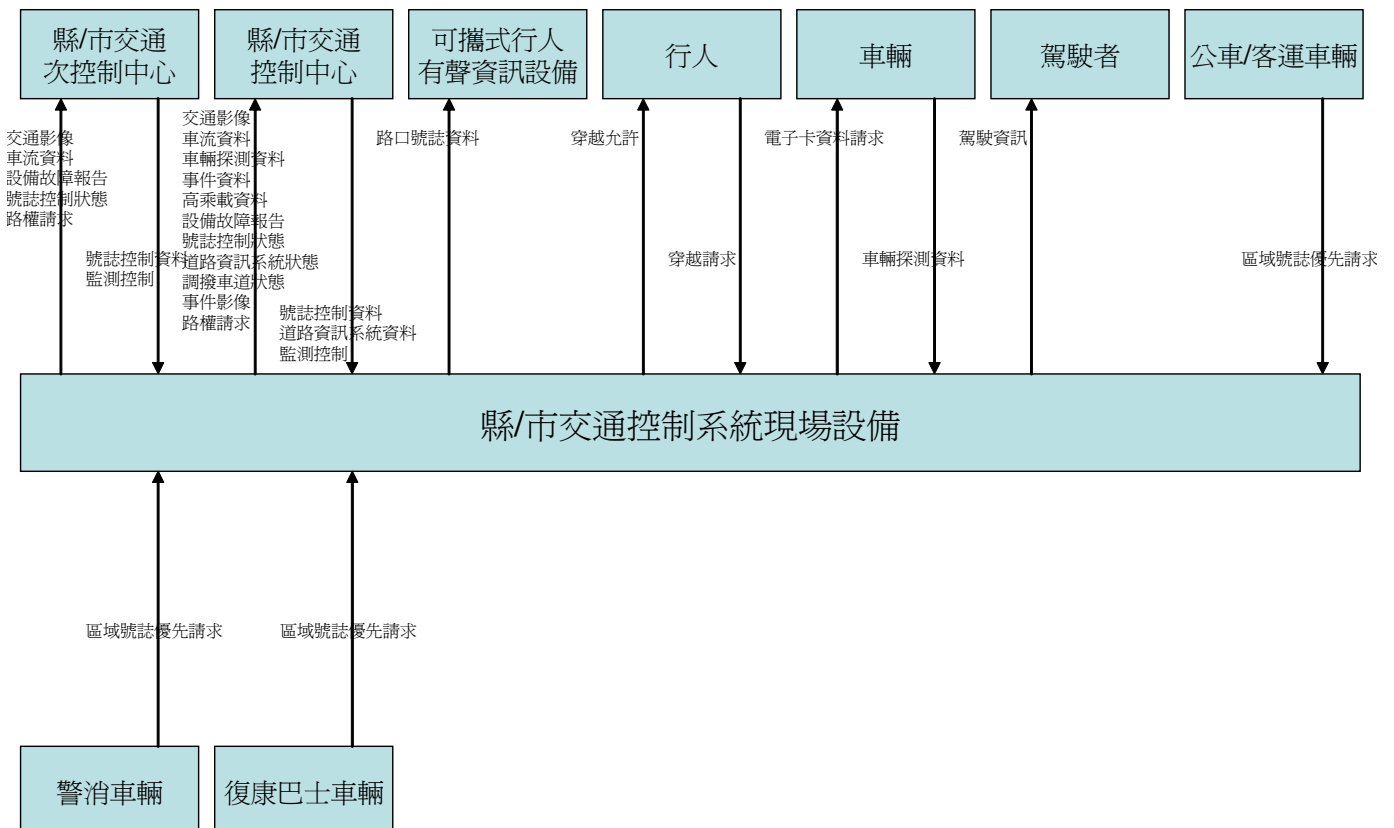 縣/市交通
次控制中心
縣/市交通
控制中心
可攜式行人
有聲資訊設備
行人
車輛
駕駛者
公車/客運車輛
交通影像
車流資料
設備故障報告
號誌控制狀態
路權請求
號誌控制資料
監測控制
交通影像
車流資料
車輛探測資料
事件資料
高乘載資料
設備故障報告
號誌控制狀態
道路資訊系統狀態
調撥車道狀態
事件影像
路權請求
號誌控制資料
道路資訊系統資料
監測控制
路口號誌資料
穿越允許
穿越請求
電子卡資料請求
車輛探測資料
駕駛資訊
區域號誌優先請求
縣/市交通控制系統現場設備
區域號誌優先請求
區域號誌優先請求
警消車輛
復康巴士車輛